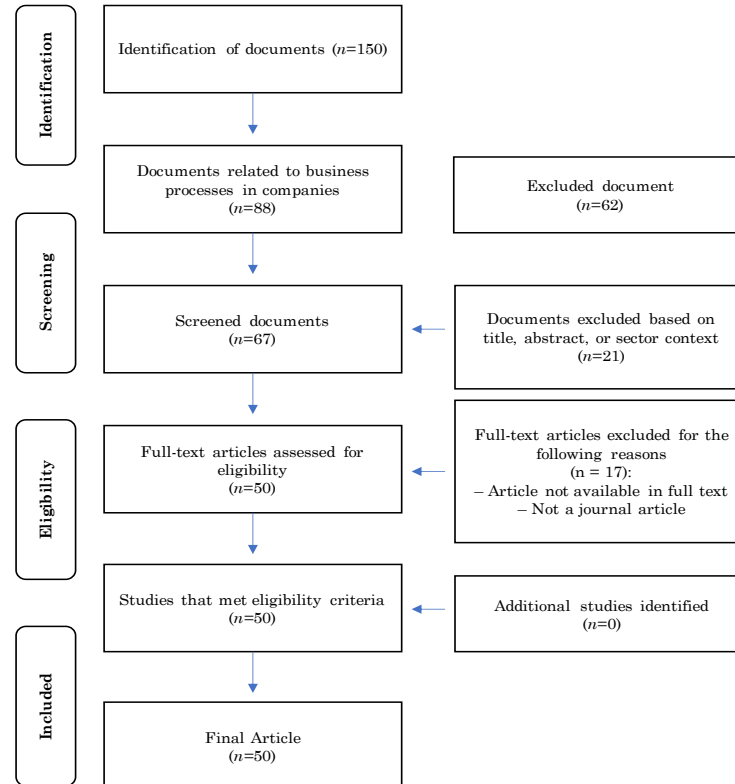 Identification
Identification of documents (n=150)
Documents related to business
processes in companies
(n=88)
Excluded document
(n=62)
Screening
Screened documents
(n=67)
Documents excluded based on
title, abstract, or sector context
(n=21)
Eligibility
Full-text articles assessed for
eligibility
(n=50)
Full-text articles excluded for the
following reasons
(n = 17):
– Article not available in full text
– Not a journal article
Studies that met eligibility criteria
(n=50)
Additional studies identified
(n=0)
Included
Final Article
(n=50)